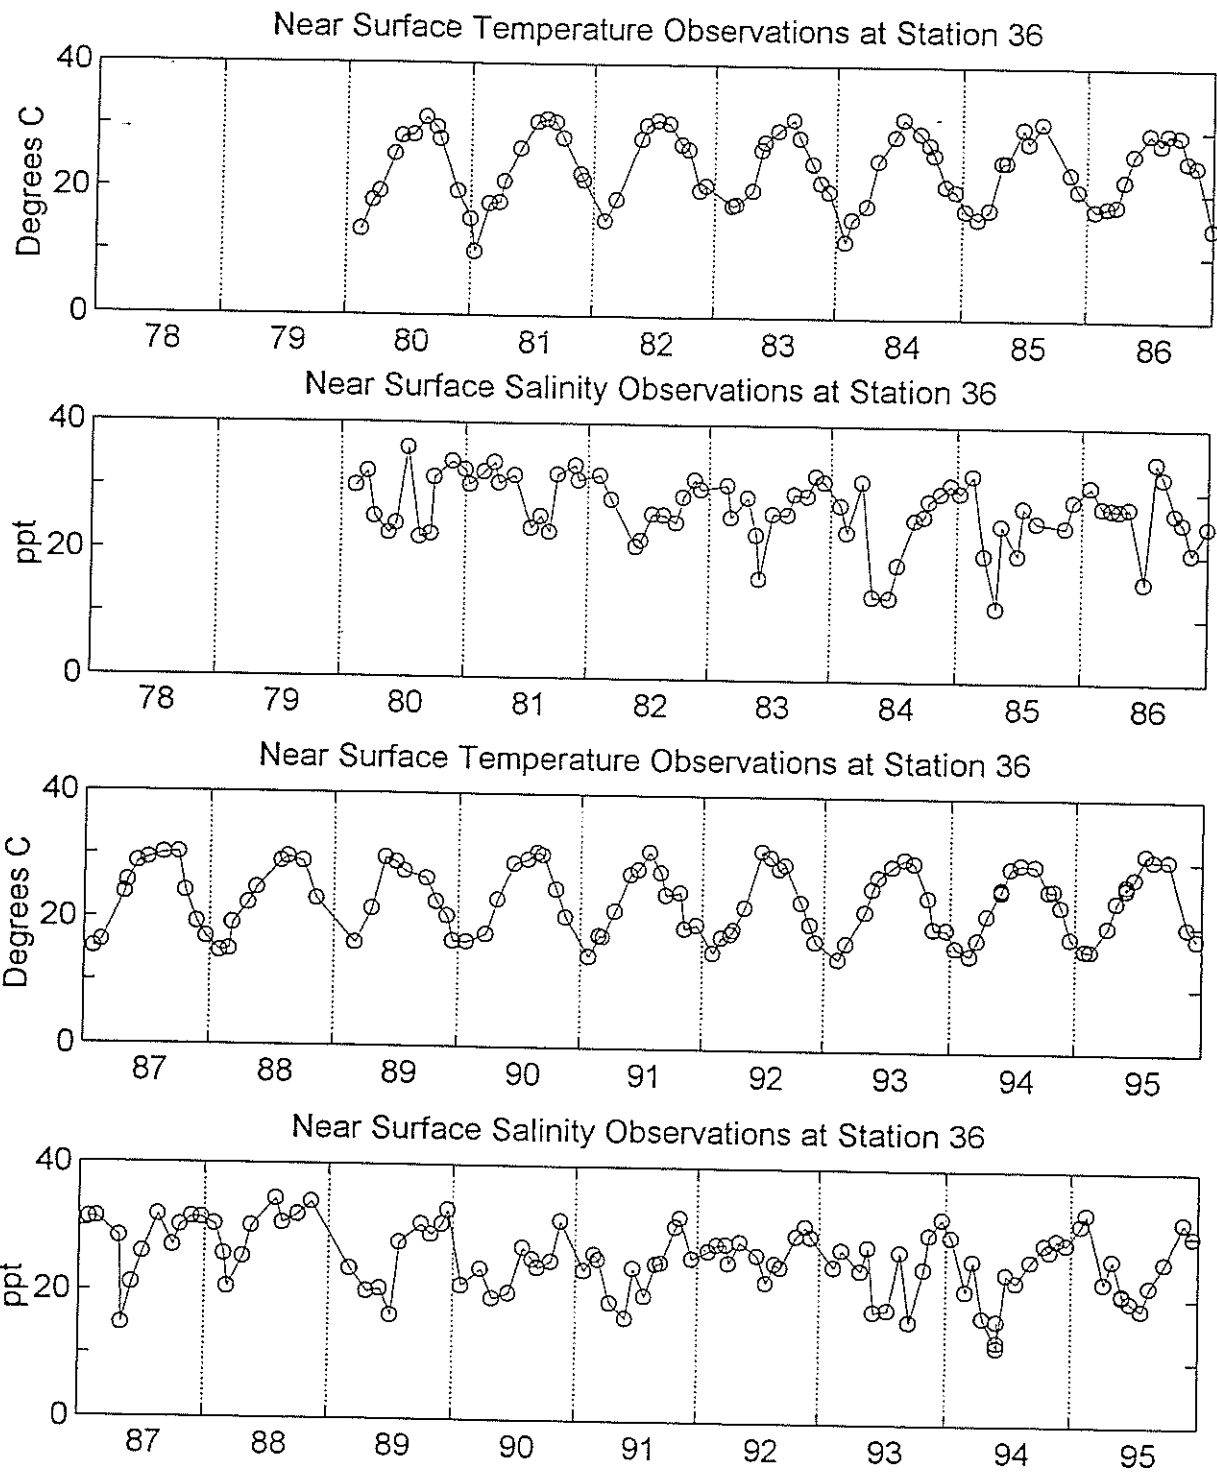 Near Surface Temperature Observations at Station 36
40
20
0
Degrees C
78 79 80 81 82 83 84 85 86
Near Surface Salinity Observations at Station 36
40
20
0
ppt
78 79 80 81 82 83 84 85 86
Near Surface Temperature Observations at Station 36
40
20
0
Degrees C
87 88 89 90 91 92 93 94 95
Near Surface Salinity Observations at Station 36
40
20
0
ppt
87 88 89 90 91 92 93 94 95